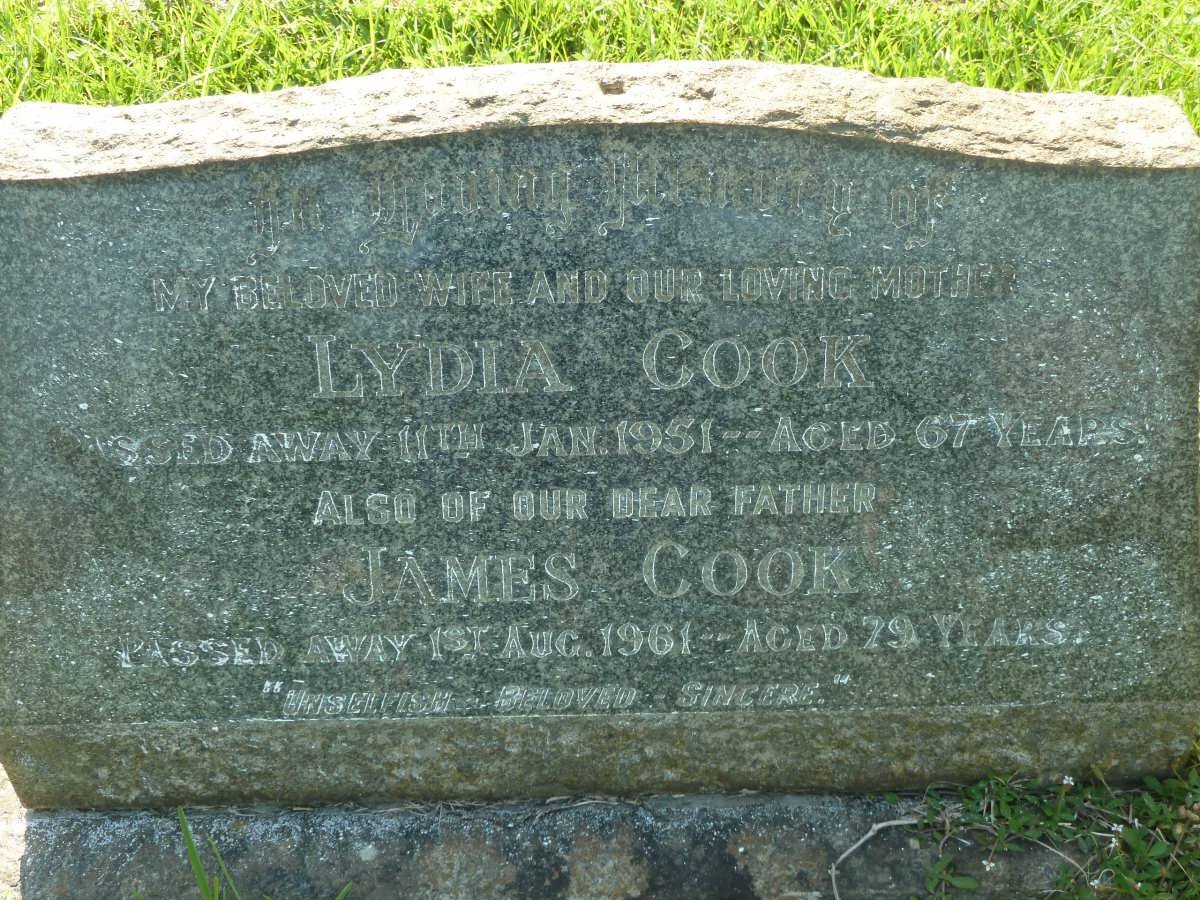 In Loving Memory of
MY BELOVED WIFE AND OUR LOVING MOTHER
LYDIA COOK
PASSED AWAY 11TH JAN. 1951 -- AGED 67 YEARS.
ALSO OF OUR DEAR FATHER
JAMES COOK
PASSED AWAY 1ST AUG. 1961 -- AGED 79 YEARS.
"UNSELFISH - BELOVED - SINCERE."